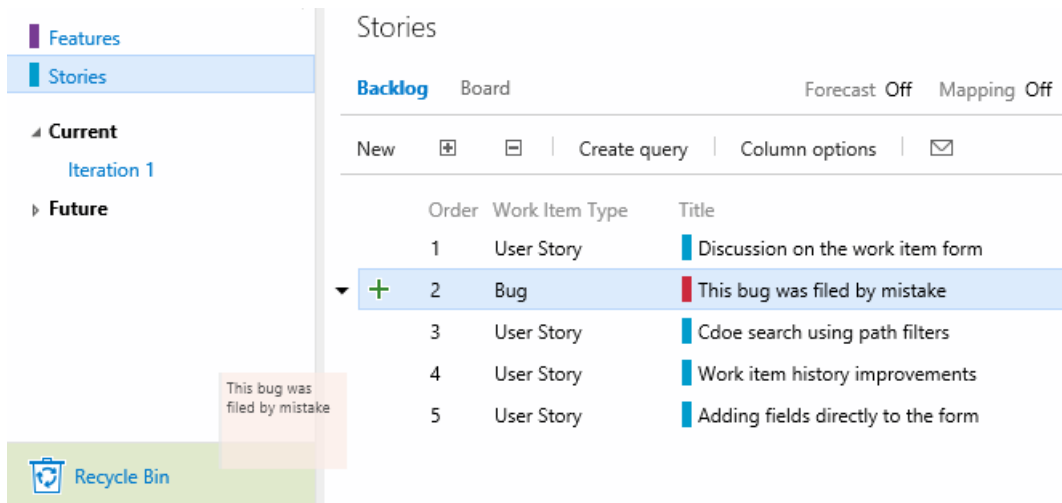 Features
Stories
Current
Iteration 1
Future
This bug was
filed by mistake
Recycle Bin
Stories
Backlog Board Forecast Off Mapping Off
New Create query Column options
Order Work Item Type Title
1 User Story Discussion on the work item form
2 Bug This bug was filed by mistake
3 User Story Cdoe search using path filters
4 User Story Work item history improvements
5 User Story Adding fields directly to the form